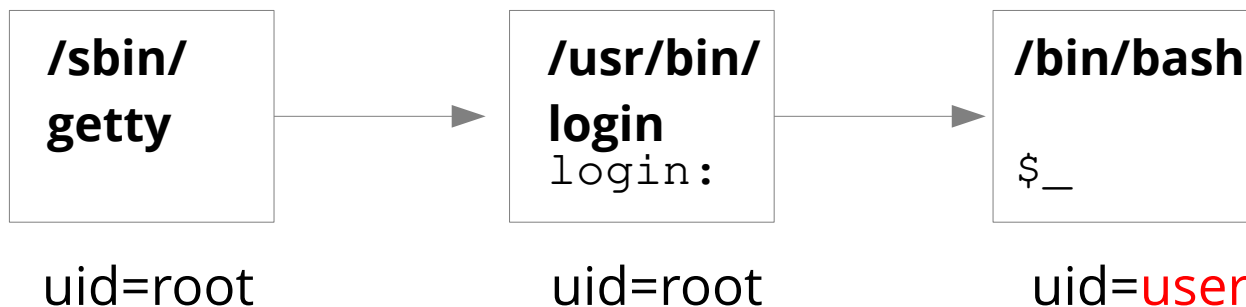 /sbin/
getty
/usr/bin/
login
login:
/bin/bash
$_
uid=root
uid=root
uid=user